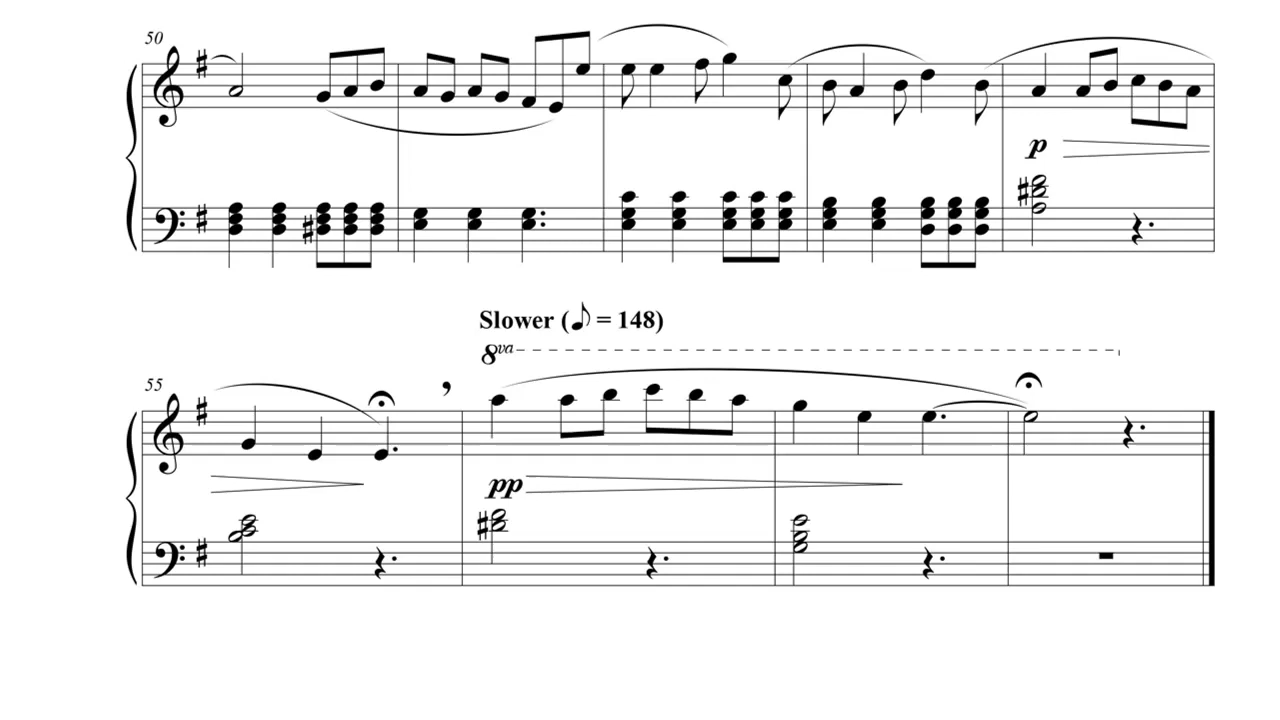 50
p
Slower (♪ = 148)
8va
55
pp